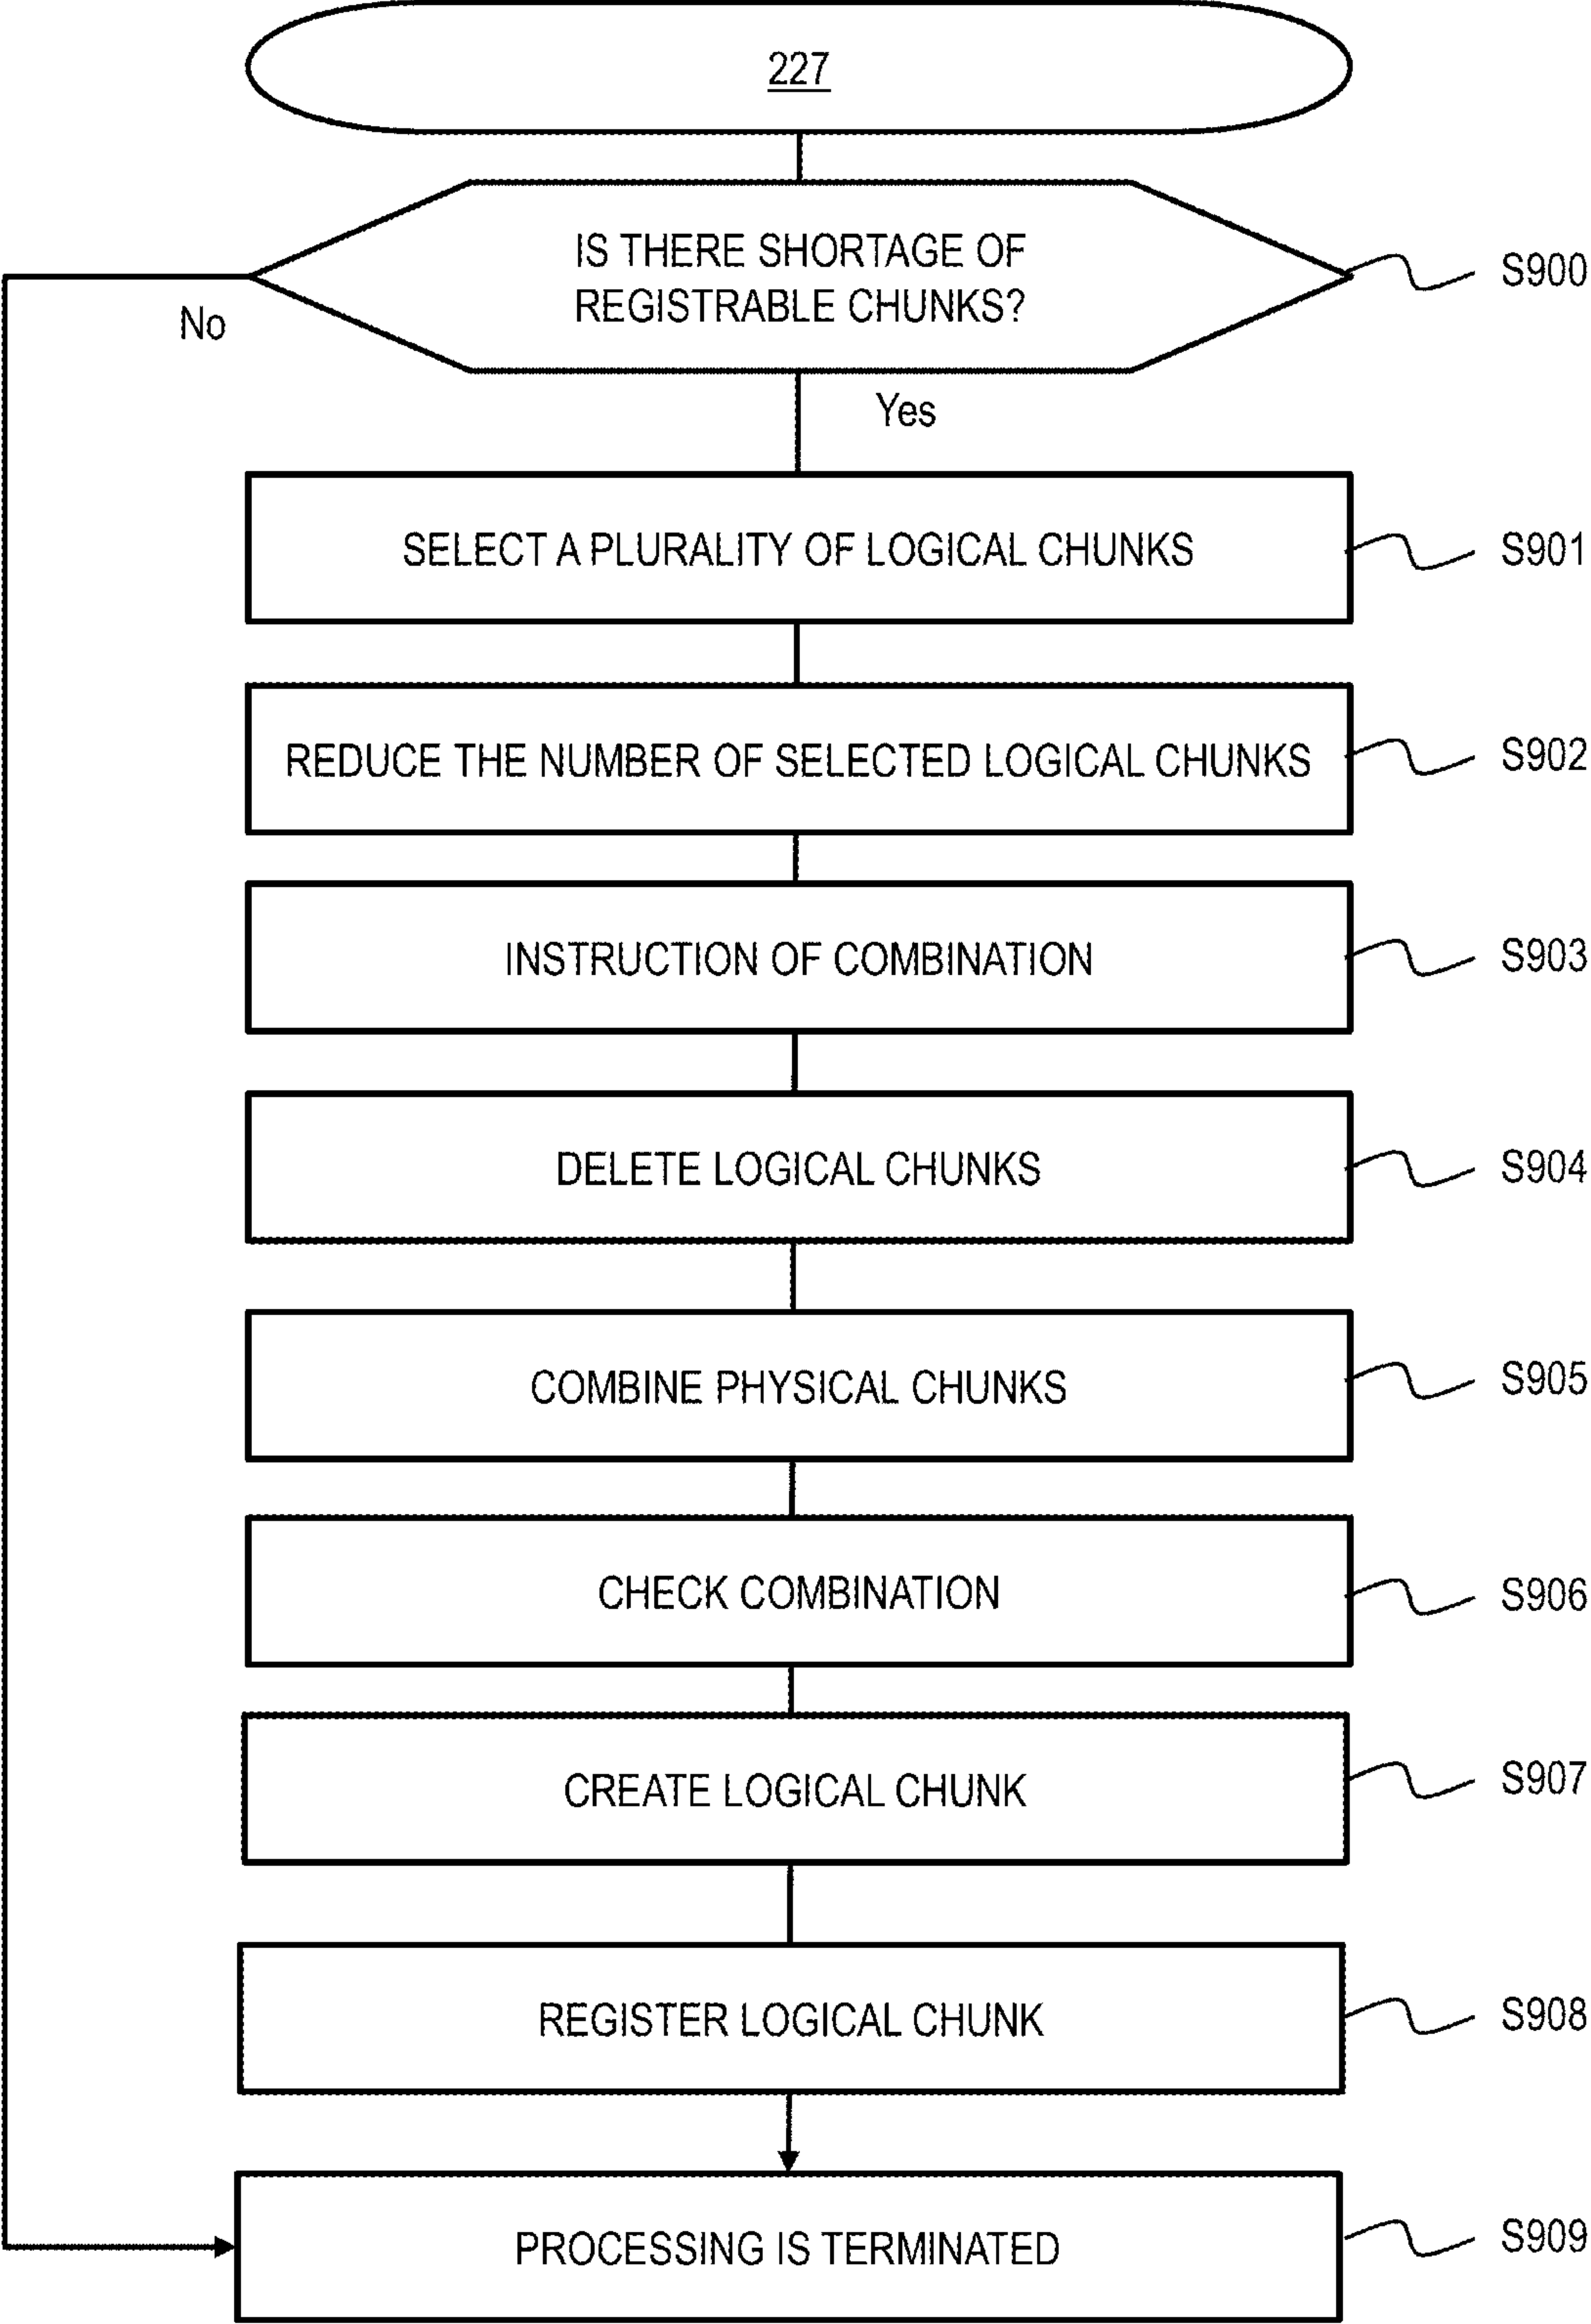 227
IS THERE SHORTAGE OF
REGISTRABLE CHUNKS?
S900
No
Yes
SELECT A PLURALITY OF LOGICAL CHUNKS
S901
REDUCE THE NUMBER OF SELECTED LOGICAL CHUNKS
S902
INSTRUCTION OF COMBINATION
S903
DELETE LOGICAL CHUNKS
S904
COMBINE PHYSICAL CHUNKS
S905
CHECK COMBINATION
S906
CREATE LOGICAL CHUNK
S907
REGISTER LOGICAL CHUNK
S908
PROCESSING IS TERMINATED
S909